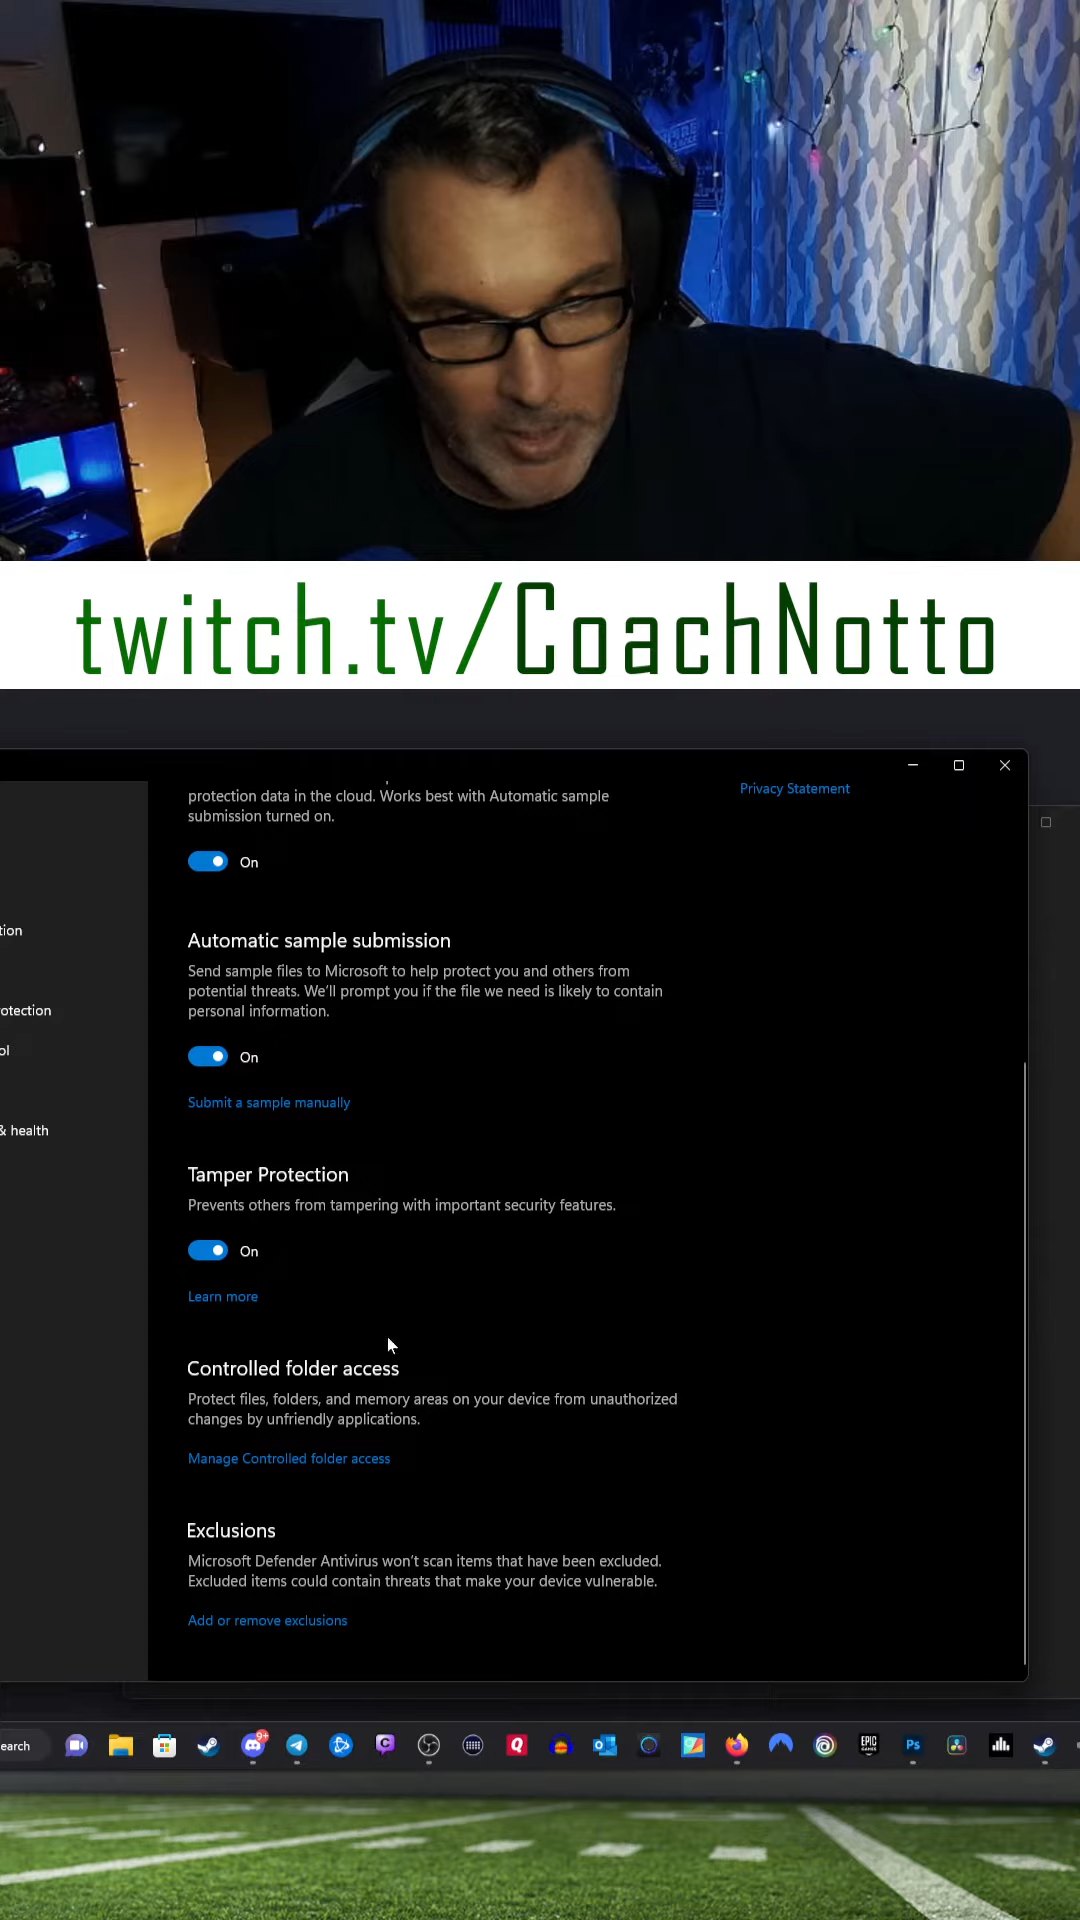 twitch.tv/CoachNotto
Privacy Statement
protection data in the cloud. Works best with Automatic sample
submission turned on.
On
tion
Automatic sample submission
Send sample files to Microsoft to help protect you and others from
potential threats. We'll prompt you if the file we need is likely to contain
personal information.
otection
ol
On
Submit a sample manually
& health
Tamper Protection
Prevents others from tampering with important security features.
On
Learn more
Controlled folder access
Protect files, folders, and memory areas on your device from unauthorized
changes by unfriendly applications.
Manage Controlled folder access
Exclusions
Microsoft Defender Antivirus won't scan items that have been excluded.
Excluded items could contain threats that make your device vulnerable.
Add or remove exclusions
earch
9+
Q
EPIC
GAMES
Ps